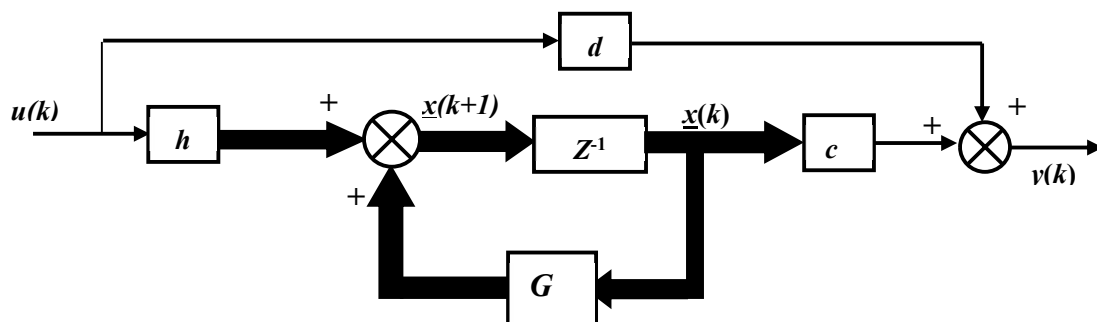 d
u(k)
h
+
x(k+1)
Z-1
x(k)
c
+
+
y(k)
+
G